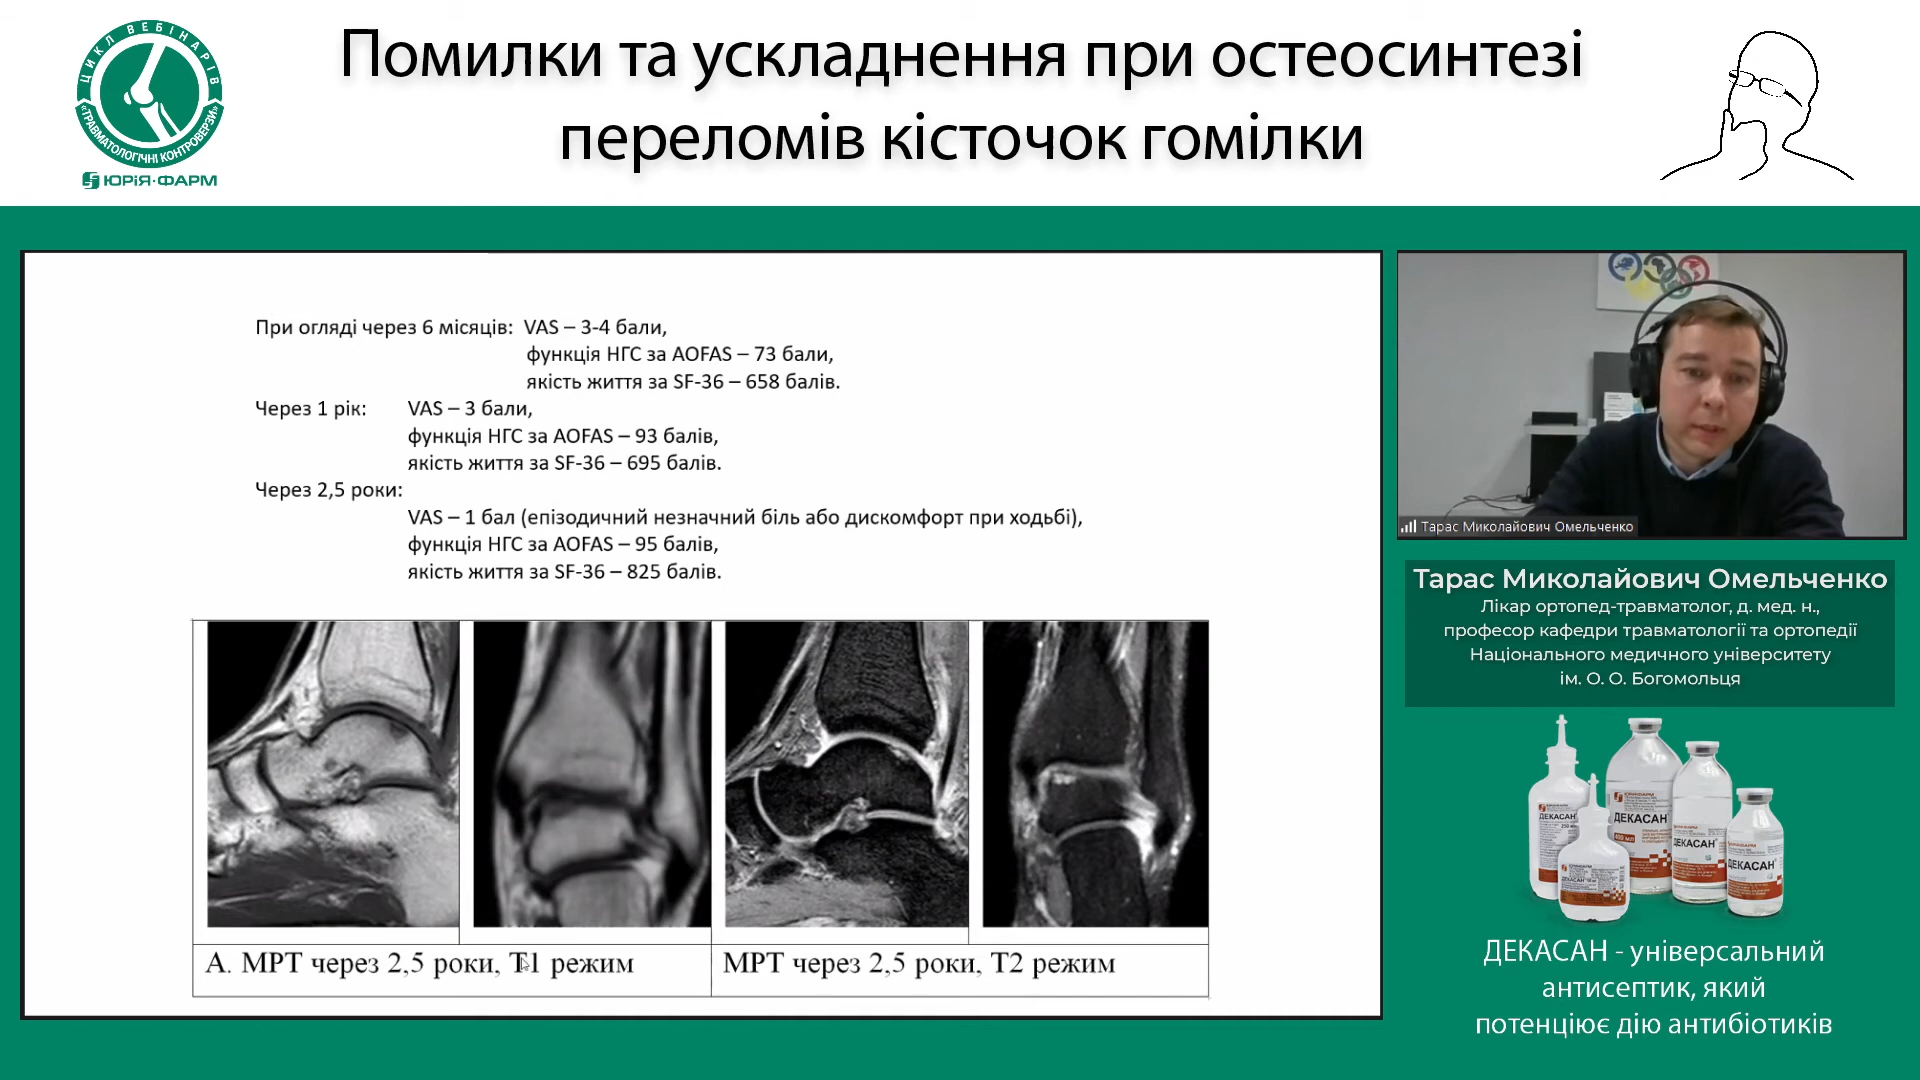 ЦИКЛ ВЕБІНАРІВ
«ТРАВМАТОЛОГІЧНІ КОНТРОВЕРЗИ»
ЮРіЯ·ФАРМ
Помилки та ускладнення при остеосинтезі
переломів кісточок гомілки
При огляді через 6 місяців: VAS – 3-4 бали,
функція НГС за AOFAS – 73 бали,
якість життя за SF-36 – 658 балів.
Через 1 рік: VAS – 3 бали,
функція НГС за AOFAS – 93 балів,
якість життя за SF-36 – 695 балів.
Через 2,5 роки:
VAS – 1 бал (епізодичний незначний біль або дискомфорт при ходьбі),
функція НГС за AOFAS – 95 балів,
якість життя за SF-36 – 825 балів.
А. МРТ через 2,5 роки, Т1 режим
МРТ через 2,5 роки, Т2 режим
Тарас Миколайович Омельченко
Тарас Миколайович Омельченко
Лікар ортопед-травматолог, д. мед. н.,
професор кафедри травматології та ортопедії
Національного медичного університету
ім. О. О. Богомольця
ДЕКАСАН
ДЕКАСАН
ДЕКАСАН
ДЕКАСАН
ДЕКАСАН
ДЕКАСАН - універсальний
антисептик, який
потенціює дію антибіотиків